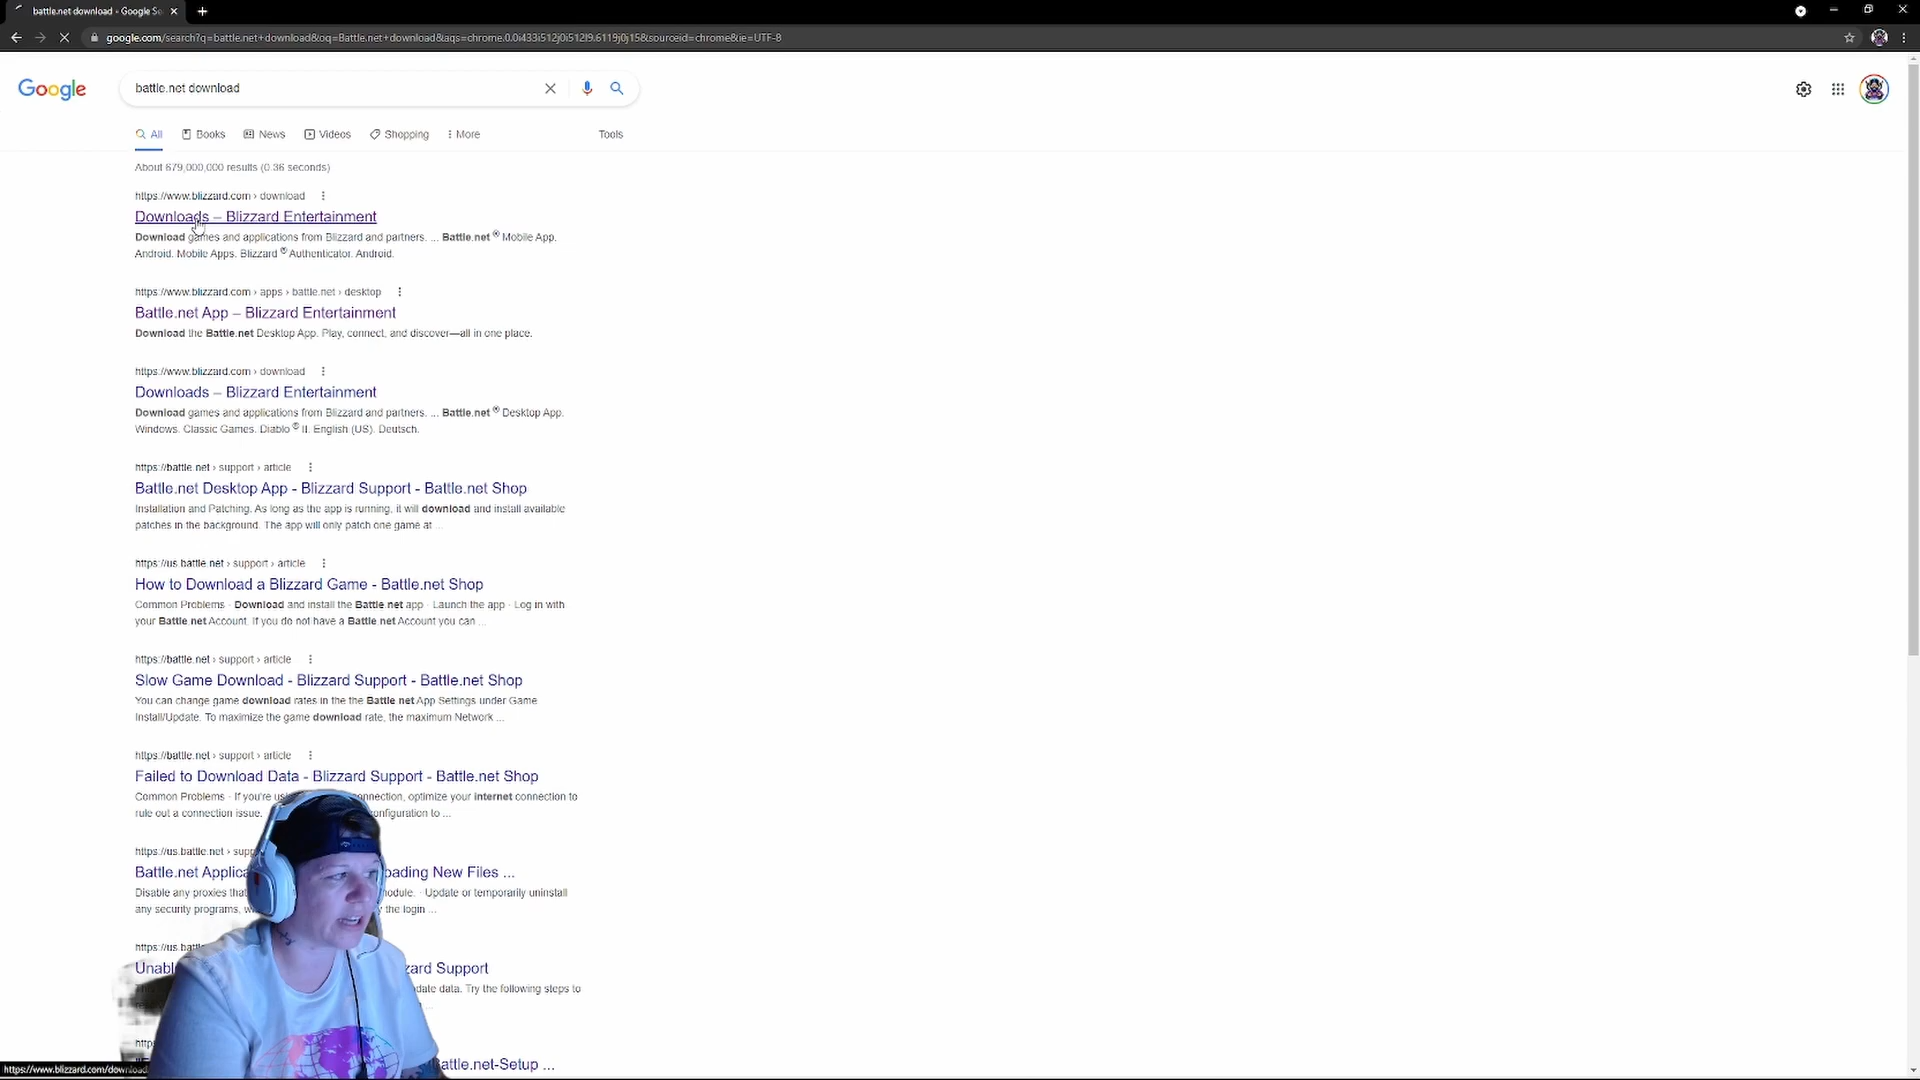 battle.net download - Google Se
google.com/search?q=battle.net+download&oq=Battle.net+download&aqs=chrome.0.0i433i512j0i512l9.6119j0j15&sourceid=chrome&ie=UTF-8
Google
battle.net download
All Books News Videos Shopping More Tools
About 679,000,000 results (0.36 seconds)
https://www.blizzard.com › download
Downloads – Blizzard Entertainment
Download games and applications from Blizzard and partners. ... Battle.net ® Mobile App.
Android. Mobile Apps. Blizzard ® Authenticator. Android.
https://www.blizzard.com › apps › battle.net › desktop
Battle.net App – Blizzard Entertainment
Download the Battle.net Desktop App. Play, connect, and discover—all in one place.
https://www.blizzard.com › download
Downloads – Blizzard Entertainment
Download games and applications from Blizzard and partners. ... Battle.net ® Desktop App.
Windows. Classic Games. Diablo ® II. English (US). Deutsch.
https://battle.net › support › article
Battle.net Desktop App - Blizzard Support - Battle.net Shop
Installation and Patching. As long as the app is running, it will download and install available
patches in the background. The app will only patch one game at ...
https://us.battle.net › support › article
How to Download a Blizzard Game - Battle.net Shop
Common Problems · Download and install the Battle.net app · Launch the app · Log in with
your Battle.net Account. If you do not have a Battle.net Account you can ...
https://battle.net › support › article
Slow Game Download - Blizzard Support - Battle.net Shop
You can change game download rates in the the Battle.net App Settings under Game
Install/Update. To maximize the game download rate, the maximum Network ...
https://battle.net › support › article
Failed to Download Data - Blizzard Support - Battle.net Shop
Common Problems · If you're us onnection, optimize your internet connection to
rule out a connection issue. onfiguration to ...
https://us.battle.net › supp
Battle.net Applica oading New Files ...
Disable any proxies tha odule. · Update or temporarily uninstall
any security programs, w the login ...
https://us.battl
Unabl zard Support
date data. Try the following steps to
http
Battle.net-Setup ...
https://www.blizzard.com/download